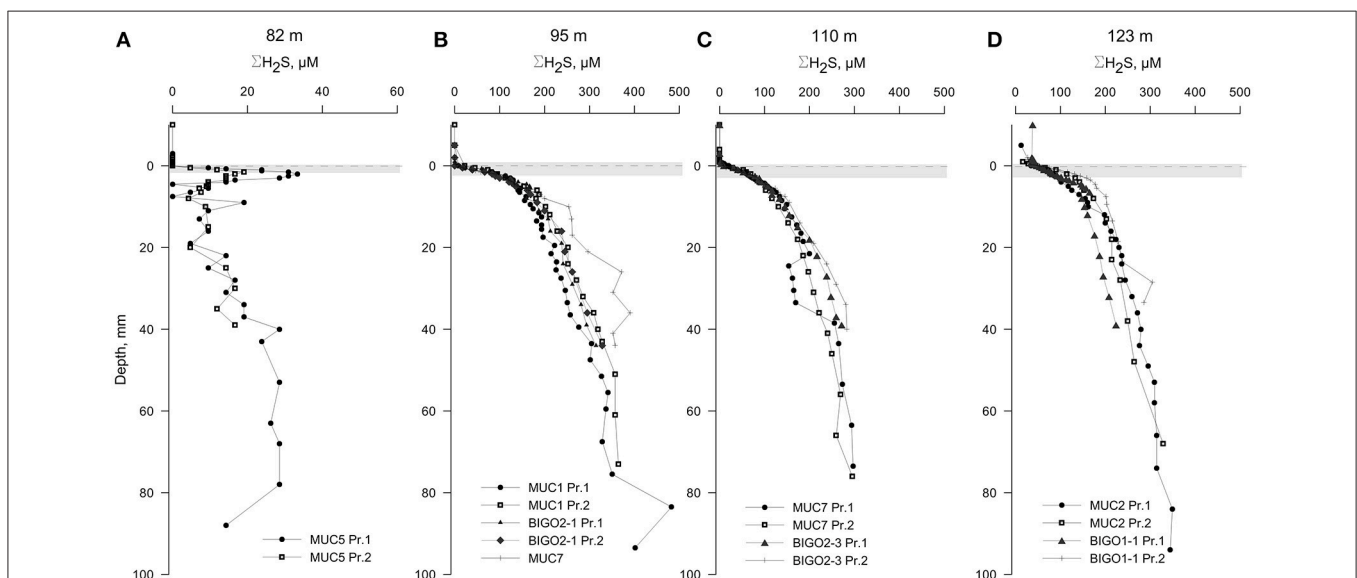 A
82 m
ΣH₂S, μM
0 20 40 60
B
95 m
ΣH₂S, μM
0 100 200 300 400 500
C
110 m
ΣH₂S, μM
0 100 200 300 400 500
D
123 m
ΣH₂S, μM
0 100 200 300 400 500
Depth, mm
0
20
40
60
80
100
MUC5 Pr.1
MUC5 Pr.2
0
20
40
60
80
100
MUC1 Pr.1
MUC1 Pr.2
BIGO2-1 Pr.1
BIGO2-1 Pr.2
MUC7
0
20
40
60
80
100
MUC7 Pr.1
MUC7 Pr.2
BIGO2-3 Pr.1
BIGO2-3 Pr.2
0
20
40
60
80
100
MUC2 Pr.1
MUC2 Pr.2
BIGO1-1 Pr.1
BIGO1-1 Pr.2